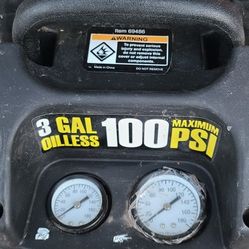 Item 69486
WARNING
To prevent serious
injury and explosion,
do not remove this
cover or adjust internal
components.
Made in China
DO NOT REMOVE
3 GAL
OILLESS
100
MAXIMUM
PSI